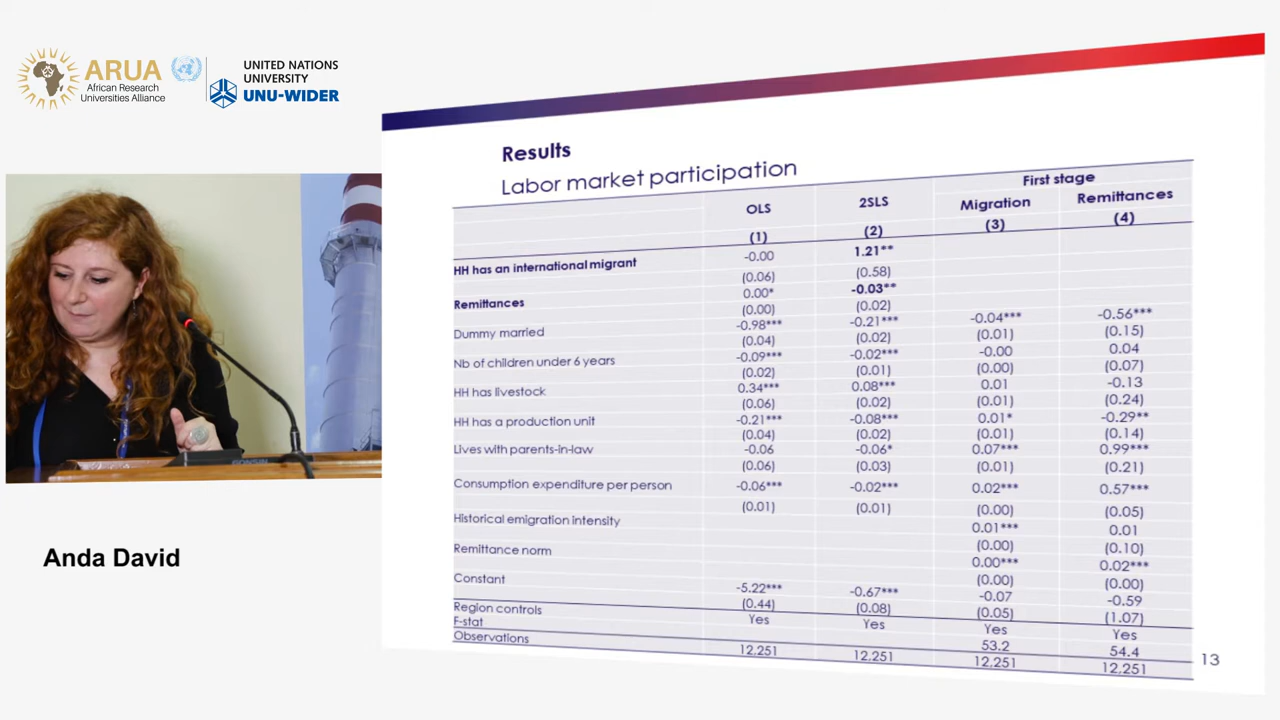 ARUA
African Research
Universities Alliance
UNITED NATIONS
UNIVERSITY
UNU-WIDER
Results
Labor market participation
First stage
OLS 2SLS Migration Remittances
(1) (2) (3) (4)
HH has an international migrant -0.00 1.21**
(0.06) (0.58)
Remittances 0.00* -0.03**
(0.00) (0.02)
Dummy married -0.98*** -0.21*** -0.04*** -0.56***
(0.04) (0.02) (0.01) (0.15)
Nb of children under 6 years -0.09*** -0.02*** -0.00 0.04
(0.02) (0.01) (0.00) (0.07)
HH has livestock 0.34*** 0.08*** 0.01 -0.13
(0.06) (0.02) (0.01) (0.24)
HH has a production unit -0.21*** -0.08*** 0.01* -0.29**
(0.04) (0.02) (0.01) (0.14)
Lives with parents-in-law -0.06 -0.06* 0.07*** 0.99***
(0.06) (0.03) (0.01) (0.21)
Consumption expenditure per person -0.06*** -0.02*** 0.02*** 0.57***
(0.01) (0.01) (0.00) (0.05)
Historical emigration intensity 0.01*** 0.01
(0.00) (0.10)
Remittance norm 0.00*** 0.02***
(0.00) (0.00)
Constant -5.22*** -0.67*** -0.07 -0.59
(0.44) (0.08) (0.05) (1.07)
Region controls Yes Yes Yes Yes
F-stat 53.2 54.4
Observations 12,251 12,251 12,251 12,251
13
GONSIN
Anda David